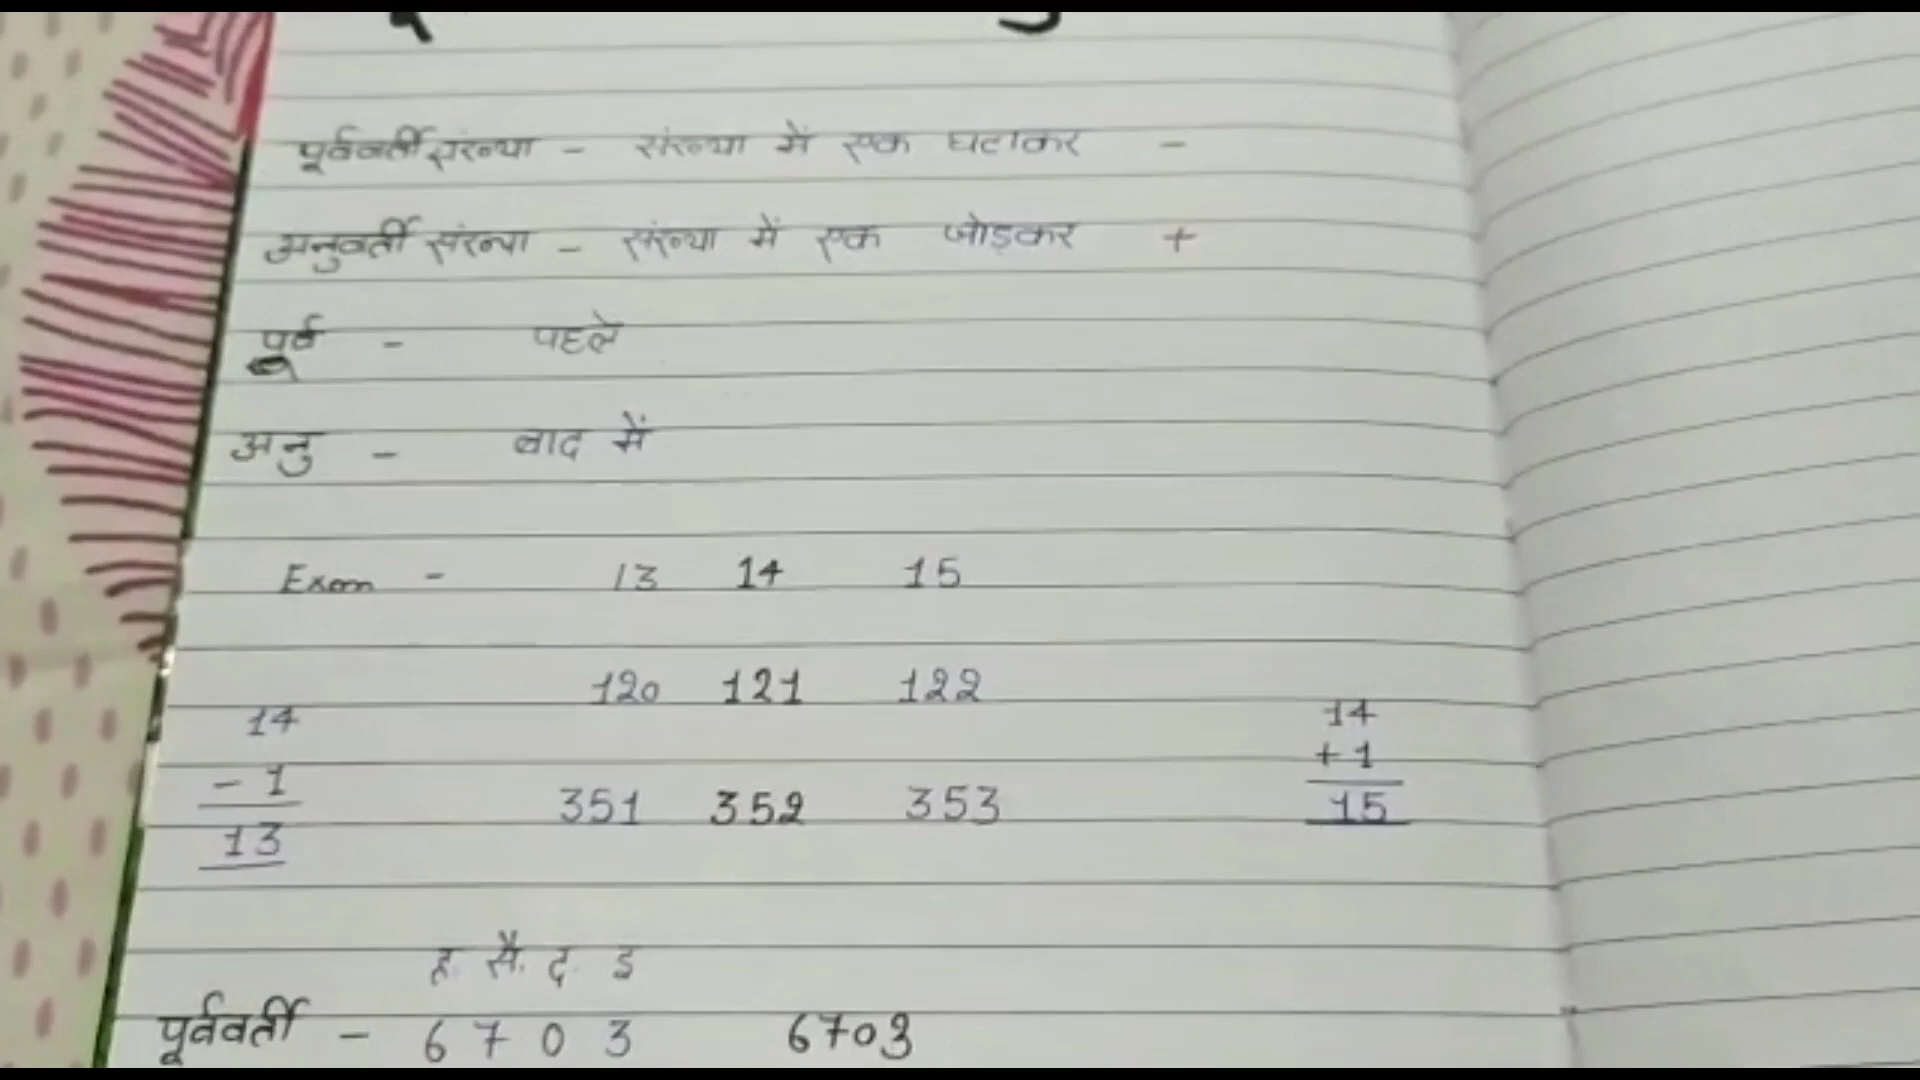 पूर्ववर्ती संख्या - संख्या में एक घटाकर -
अनुवर्ती संख्या - संख्या में एक जोड़कर +
पूर्व - पहले
अनु - बाद में
Exam - 13 14 15
120 121 122
351 352 353
14
- 1
13
14
+ 1
15
ह. सै. द. इ
पूर्ववर्ती - 6 7 0 3 6703